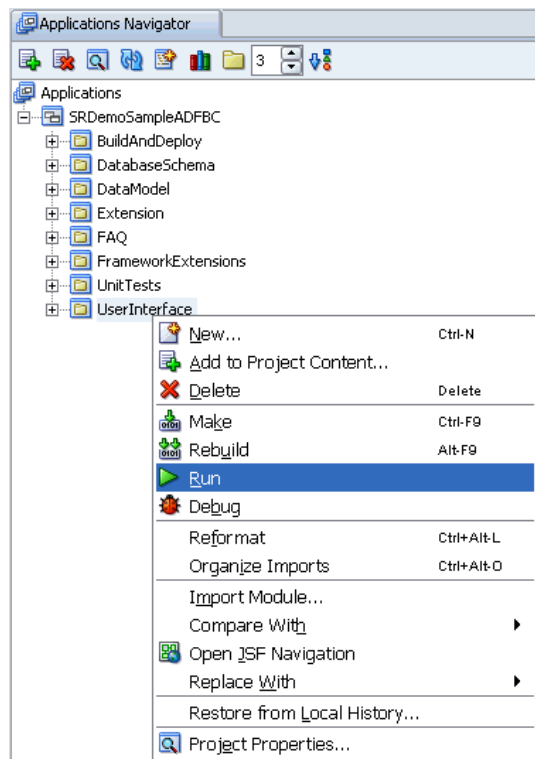 Applications Navigator
3
Applications
SRDemoSampleADFBC
BuildAndDeploy
DatabaseSchema
DataModel
Extension
FAQ
FrameworkExtensions
UnitTests
UserInterface
New... Ctrl-N
Add to Project Content...
Delete Delete
Make Ctrl-F9
Rebuild Alt-F9
Run
Debug
Reformat Ctrl+Alt-L
Organize Imports Ctrl+Alt-O
Import Module...
Compare With
Open JSF Navigation
Replace With
Restore from Local History...
Project Properties...